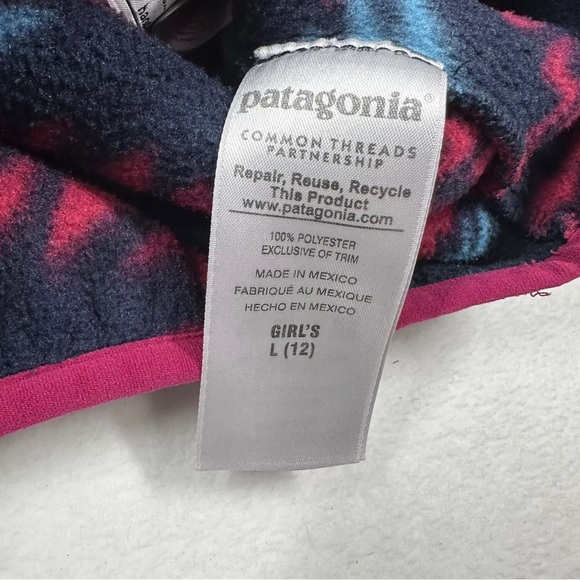 patagonia®
COMMON THREADS
PARTNERSHIP
Repair, Reuse, Recycle
This Product
www.patagonia.com
100% POLYESTER
EXCLUSIVE OF TRIM
MADE IN MEXICO
FABRIQUÉ AU MEXIQUE
HECHO EN MEXICO
GIRL'S
L (12)